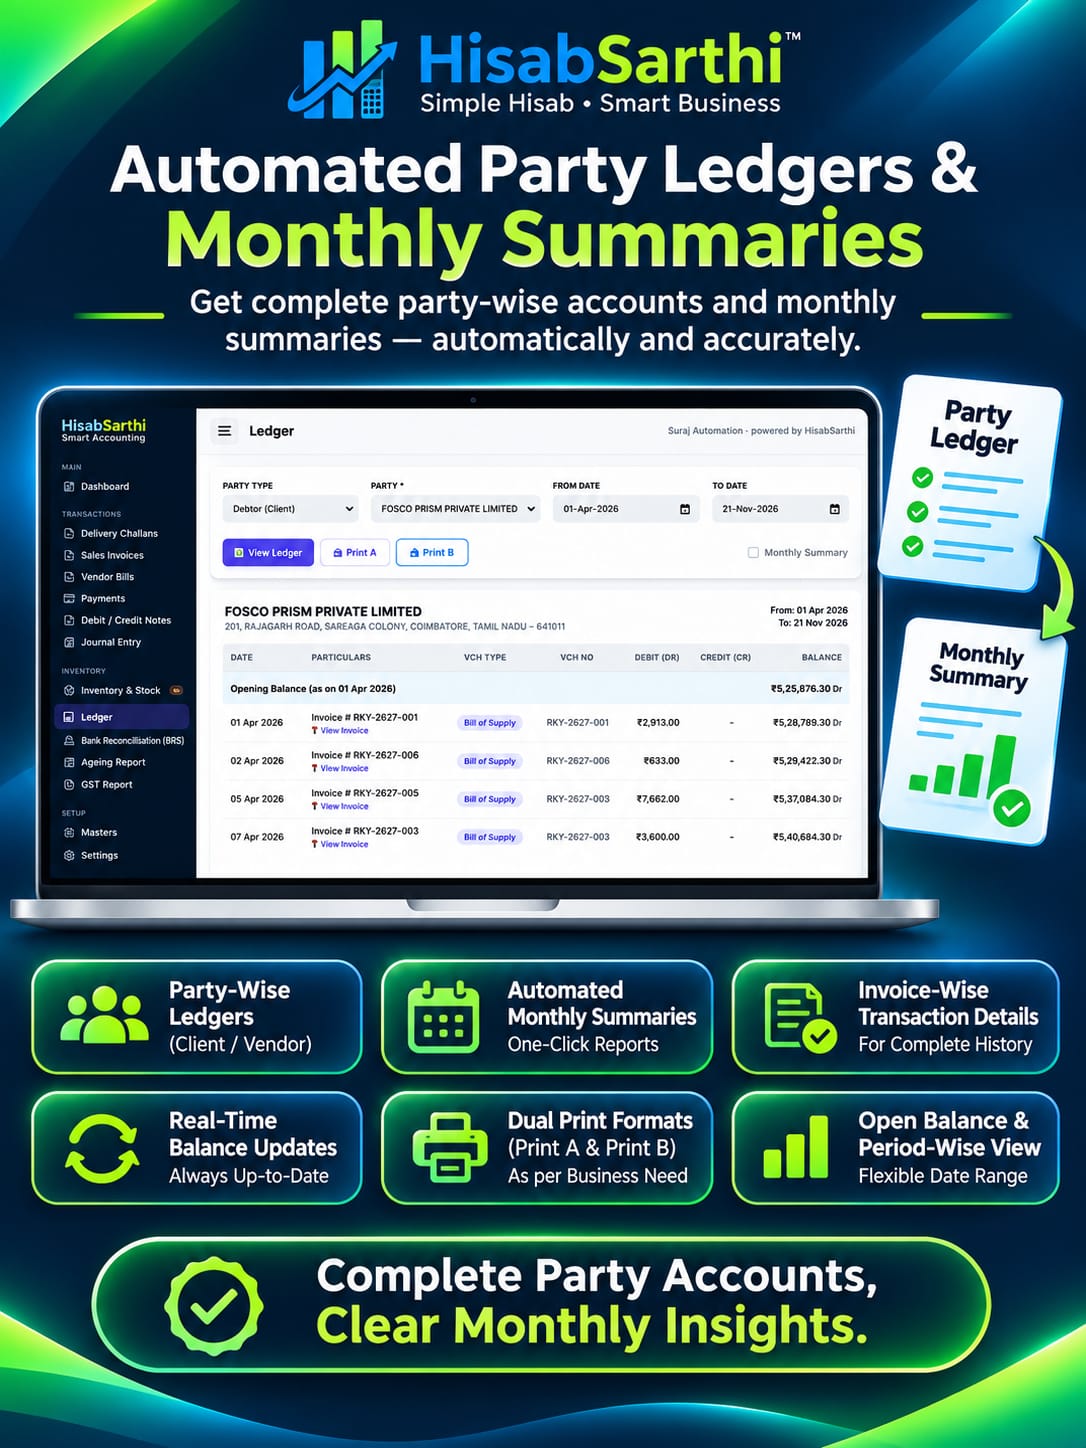 HisabSarthi™
Simple Hisab • Smart Business
Automated Party Ledgers &
Monthly Summaries
Get complete party-wise accounts and monthly
summaries — automatically and accurately.
HisabSarthi
Smart Accounting
MAIN
Dashboard
TRANSACTIONS
Delivery Challans
Sales Invoices
Vendor Bills
Payments
Debit / Credit Notes
Journal Entry
INVENTORY
Inventory & Stock
Ledger
Bank Reconcilisation (BRS)
Ageing Report
GST Report
SETUP
Masters
Settings
Ledger
Suraj Automation - powered by HisabSarthi
PARTY TYPE PARTY * FROM DATE TO DATE
Debtor (Client) FOSCO PRISM PRIVATE LIMITED 01-Apr-2026 21-Nov-2026
View Ledger Print A Print B Monthly Summary
FOSCO PRISM PRIVATE LIMITED
201, RAJAGARH ROAD, SAREAGA COLONY, COIMBATORE, TAMIL NADU – 641011
From: 01 Apr 2026
To: 21 Nov 2026
DATE PARTICULARS VCH TYPE VCH NO DEBIT (DR) CREDIT (CR) BALANCE
Opening Balance (as on 01 Apr 2026) ₹5,25,876.30 Dr
01 Apr 2026 Invoice # RKY-2627-001 Bill of Supply RKY-2627-001 ₹2,913.00 - ₹5,28,789.30 Dr
View Invoice
02 Apr 2026 Invoice # RKY-2627-006 Bill of Supply RKY-2627-006 ₹633.00 - ₹5,29,422.30 Dr
View Invoice
05 Apr 2026 Invoice # RKY-2627-005 Bill of Supply RKY-2627-003 ₹7,662.00 - ₹5,37,084.30 Dr
View Invoice
07 Apr 2026 Invoice # RKY-2627-003 Bill of Supply RKY-2627-003 ₹3,600.00 - ₹5,40,684.30 Dr
View Invoice
Party
Ledger
Monthly
Summary
Party-Wise
Ledgers
(Client / Vendor)
Automated
Monthly Summaries
One-Click Reports
Invoice-Wise
Transaction Details
For Complete History
Real-Time
Balance Updates
Always Up-to-Date
Dual Print Formats
(Print A & Print B)
As per Business Need
Open Balance &
Period-Wise View
Flexible Date Range
Complete Party Accounts,
Clear Monthly Insights.